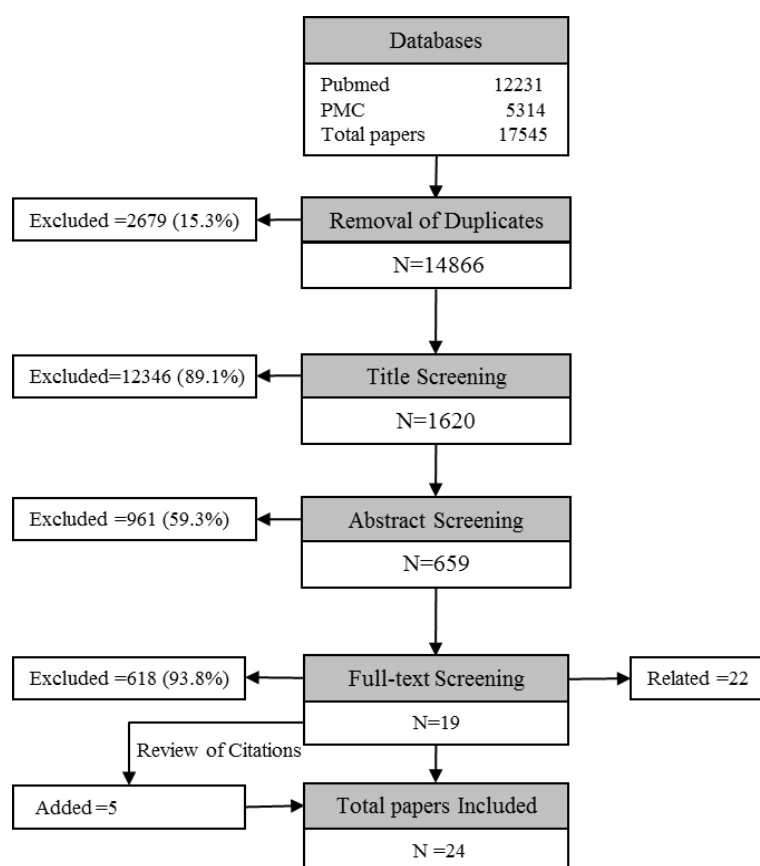 Databases
Pubmed 12231
PMC 5314
Total papers 17545
Excluded =2679 (15.3%)
Removal of Duplicates
N=14866
Excluded=12346 (89.1%)
Title Screening
N=1620
Excluded =961 (59.3%)
Abstract Screening
N=659
Excluded =618 (93.8%)
Full-text Screening
Related =22
N=19
Review of Citations
Added =5
Total papers Included
N =24